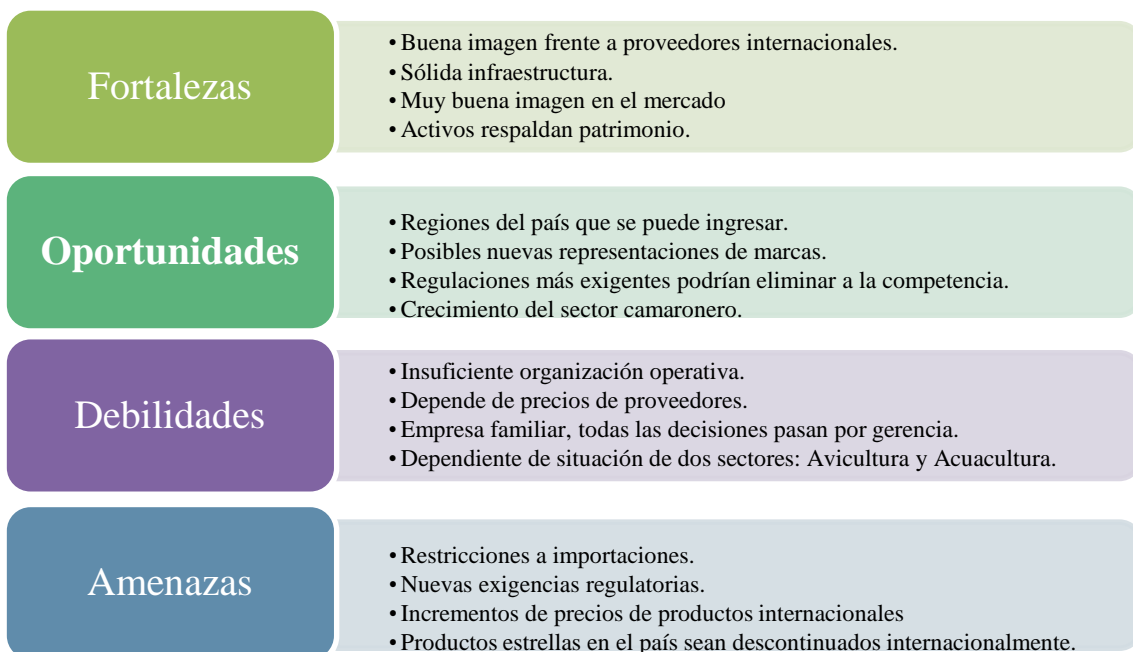 Fortalezas
• Buena imagen frente a proveedores internacionales.
• Sólida infraestructura.
• Muy buena imagen en el mercado
• Activos respaldan patrimonio.
Oportunidades
• Regiones del país que se puede ingresar.
• Posibles nuevas representaciones de marcas.
• Regulaciones más exigentes podrían eliminar a la competencia.
• Crecimiento del sector camaronero.
Debilidades
• Insuficiente organización operativa.
• Depende de precios de proveedores.
• Empresa familiar, todas las decisiones pasan por gerencia.
• Dependiente de situación de dos sectores: Avicultura y Acuacultura.
Amenazas
• Restricciones a importaciones.
• Nuevas exigencias regulatorias.
• Incrementos de precios de productos internacionales
• Productos estrellas en el país sean descontinuados internacionalmente.